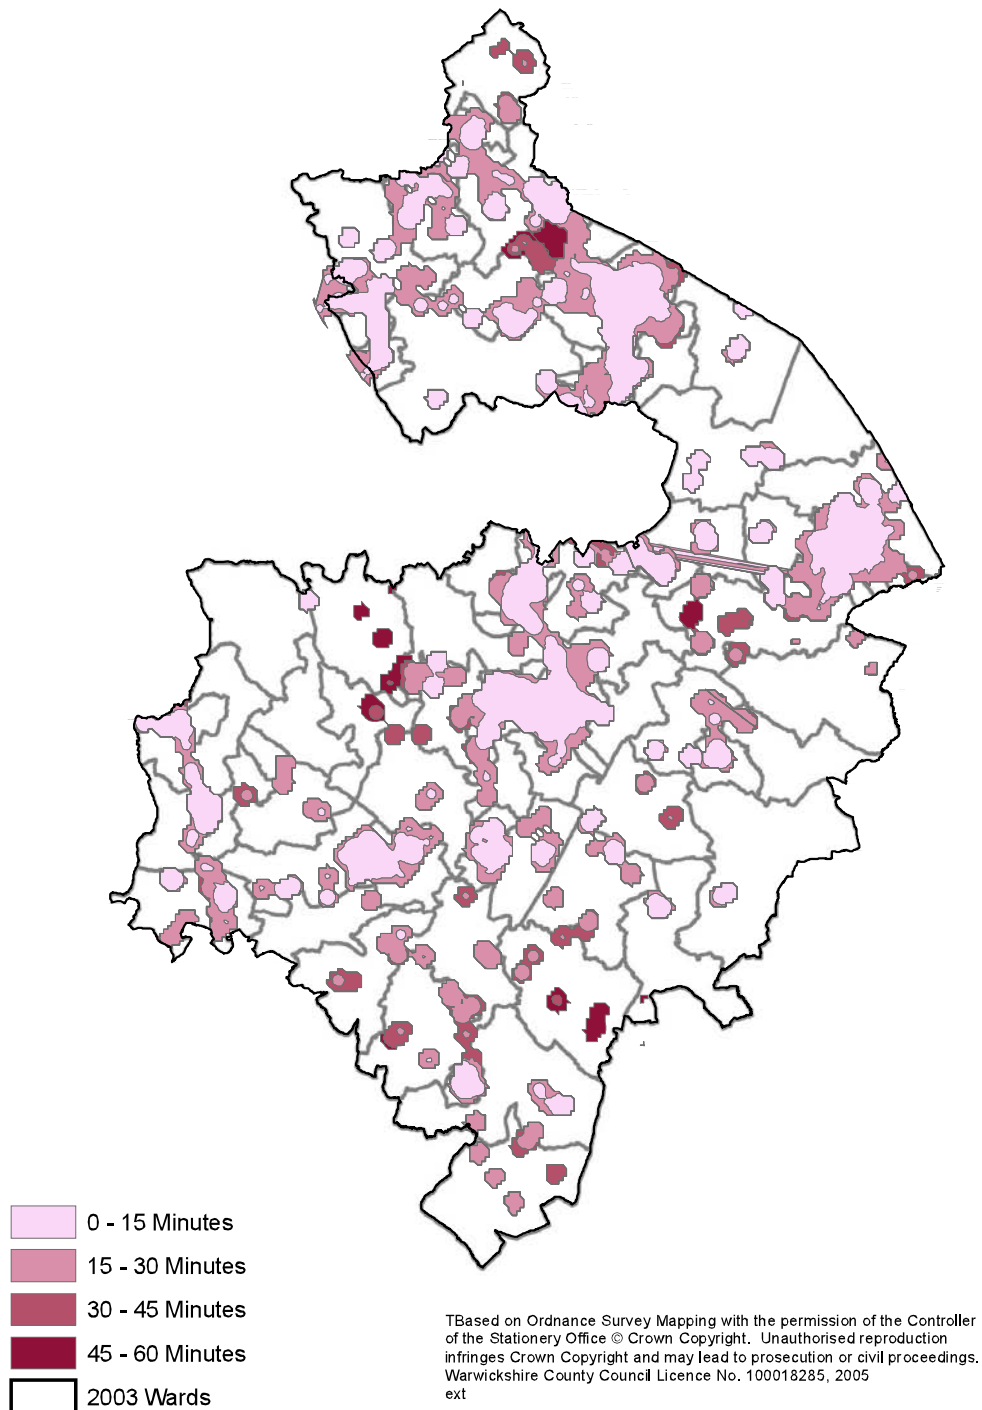 0 - 15 Minutes
15 - 30 Minutes
30 - 45 Minutes
45 - 60 Minutes
2003 Wards
TBased on Ordnance Survey Mapping with the permission of the Controller
of the Stationery Office © Crown Copyright. Unauthorised reproduction
infringes Crown Copyright and may lead to prosecution or civil proceedings.
Warwickshire County Council Licence No. 100018285, 2005
ext